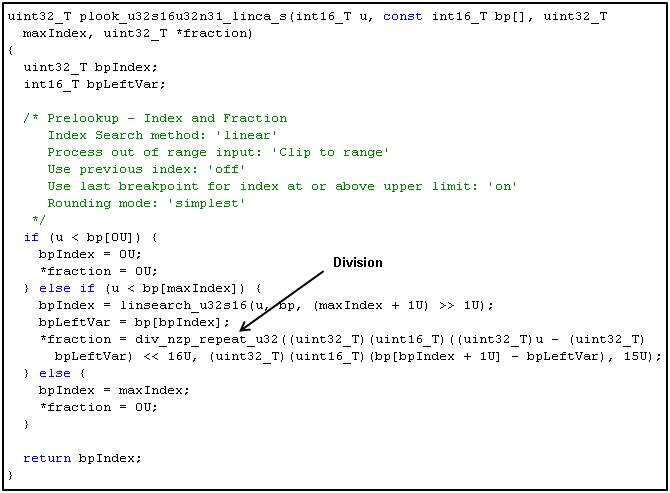 uint32_T plook_u32s16u32n31_linca_s(int16_T u, const int16_T bp[], uint32_T
maxIndex, uint32_T *fraction)
{
uint32_T bpIndex;
int16_T bpLeftVar;
/* Prelookup - Index and Fraction
Index Search method: 'linear'
Process out of range input: 'Clip to range'
Use previous index: 'off'
Use last breakpoint for index at or above upper limit: 'on'
Rounding mode: 'simplest'
*/
if (u < bp[0U]) {
bpIndex = 0U;
*fraction = 0U;
} else if (u < bp[maxIndex]) {
bpIndex = linsearch_u32s16(u, bp, (maxIndex + 1U) >> 1U);
bpLeftVar = bp[bpIndex];
*fraction = div_nzp_repeat_u32((uint32_T)(uint16_T)((uint32_T)u - (uint32_T)
bpLeftVar) << 16U, (uint32_T)(uint16_T)(bp[bpIndex + 1U] - bpLeftVar), 15U);
} else {
bpIndex = maxIndex;
*fraction = 0U;
}
return bpIndex;
}
Division